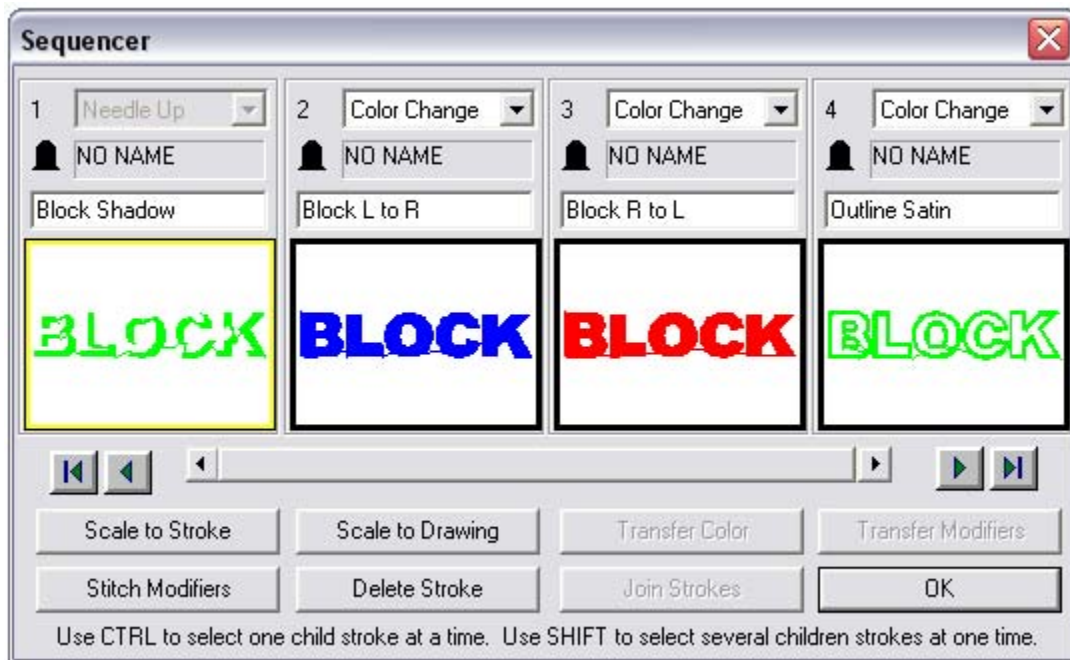 Sequencer
1 Needle Up 2 Color Change 3 Color Change 4 Color Change
NO NAME NO NAME NO NAME NO NAME
Block Shadow Block L to R Block R to L Outline Satin
BLOCK BLOCK BLOCK BLOCK
Scale to Stroke Scale to Drawing Transfer Color Transfer Modifiers
Stitch Modifiers Delete Stroke Join Strokes OK
Use CTRL to select one child stroke at a time. Use SHIFT to select several children strokes at one time.